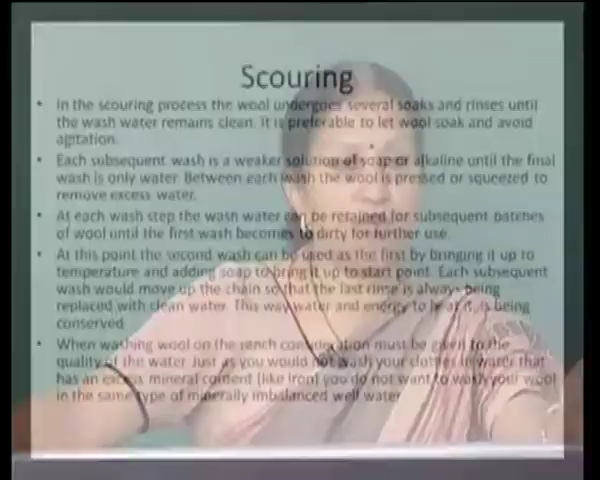 Scouring
• In the scouring process the wool undergoes several soaks and rinses until
the wash water remains clean. It is preferable to let wool soak and avoid
agitation.
• Each subsequent wash is a weaker solution of soap or alkaline until the final
wash is only water. Between each wash the wool is pressed or squeezed to
remove excess water.
• At each wash step the wash water can be retained for subsequent batches
of wool until the first wash becomes to dirty for further use.
• At this point the second wash can be used as the first by bringing it up to
temperature and adding soap to bring it up to start point. Each subsequent
wash would move up the chain so that the last rinse is always being
replaced with clean water. This way water and energy to heat it, is being
conserved
• When washing wool on the ranch consideration must be given to the
quality of the water. Just as you would not wash your clothes in water that
has an excess mineral content (like iron) you do not want to wash your wool
in the same type of minerally imbalanced well water